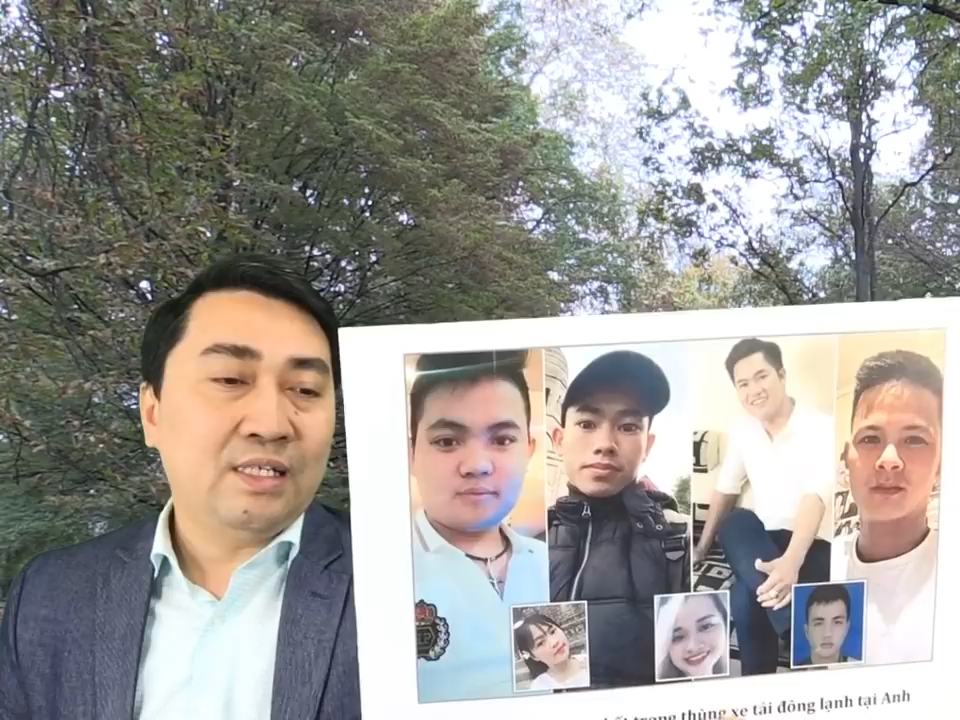 trong thùng xe tải đông lạnh tại Anh